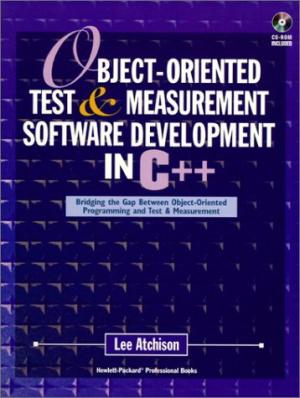 CD-ROM
INCLUDED
OBJECT-ORIENTED
TEST & MEASUREMENT
SOFTWARE DEVELOPMENT
IN C++
Bridging the Gap Between Object-Oriented
Programming and Test & Measurement
Lee Atchison
Hewlett-Packard® Professional Books